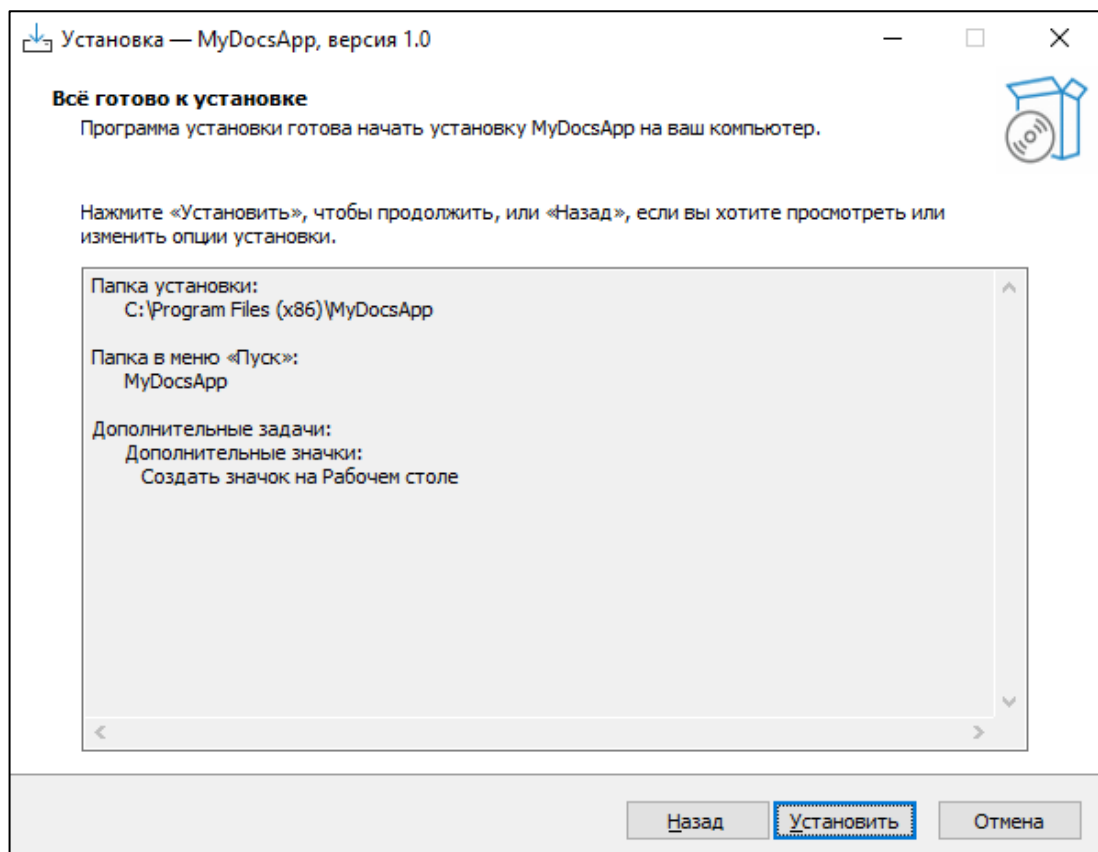 Установка — MyDocsApp, версия 1.0
Всё готово к установке
Программа установки готова начать установку MyDocsApp на ваш компьютер.
Нажмите «Установить», чтобы продолжить, или «Назад», если вы хотите просмотреть или
изменить опции установки.
Папка установки:
C:\Program Files (x86)\MyDocsApp
Папка в меню «Пуск»:
MyDocsApp
Дополнительные задачи:
Дополнительные значки:
Создать значок на Рабочем столе
Назад
Установить
Отмена